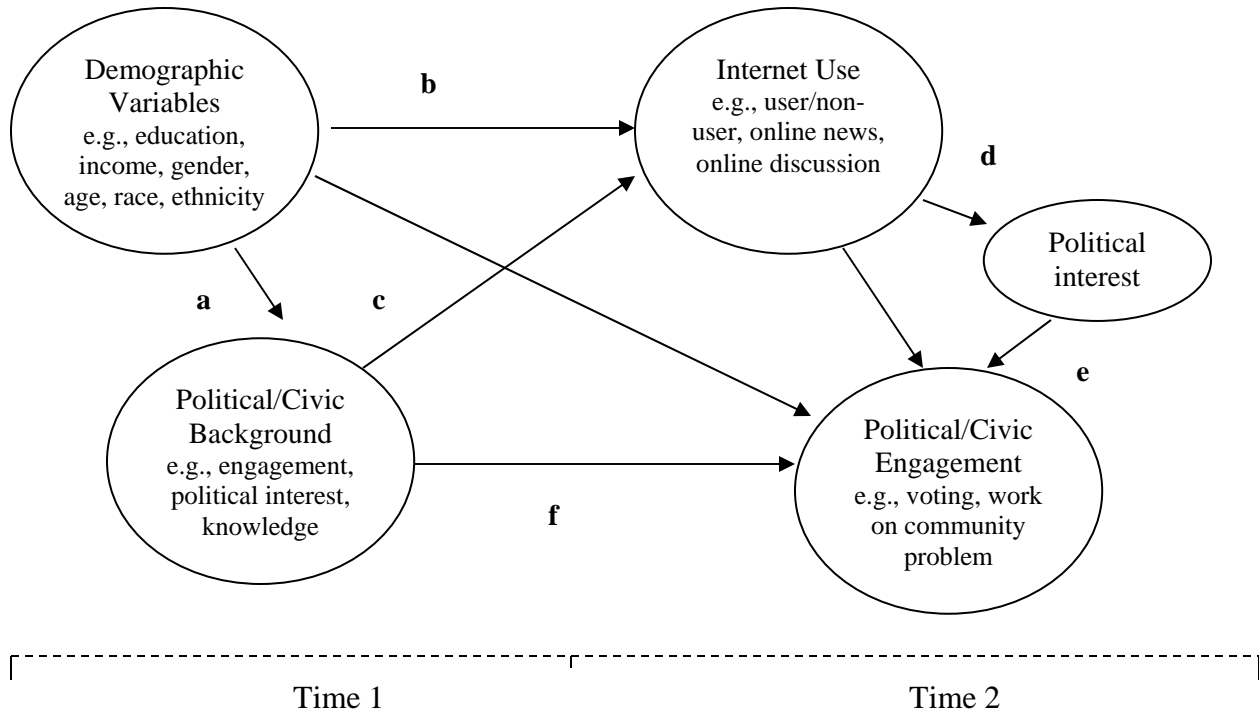 Demographic
Variables
e.g., education,
income, gender,
age, race, ethnicity
b
Internet Use
e.g., user/non-
user, online news,
online discussion
d
Political
interest
a
c
Political/Civic
Background
e.g., engagement,
political interest,
knowledge
e
Political/Civic
Engagement
e.g., voting, work
on community
problem
f
Time 1
Time 2